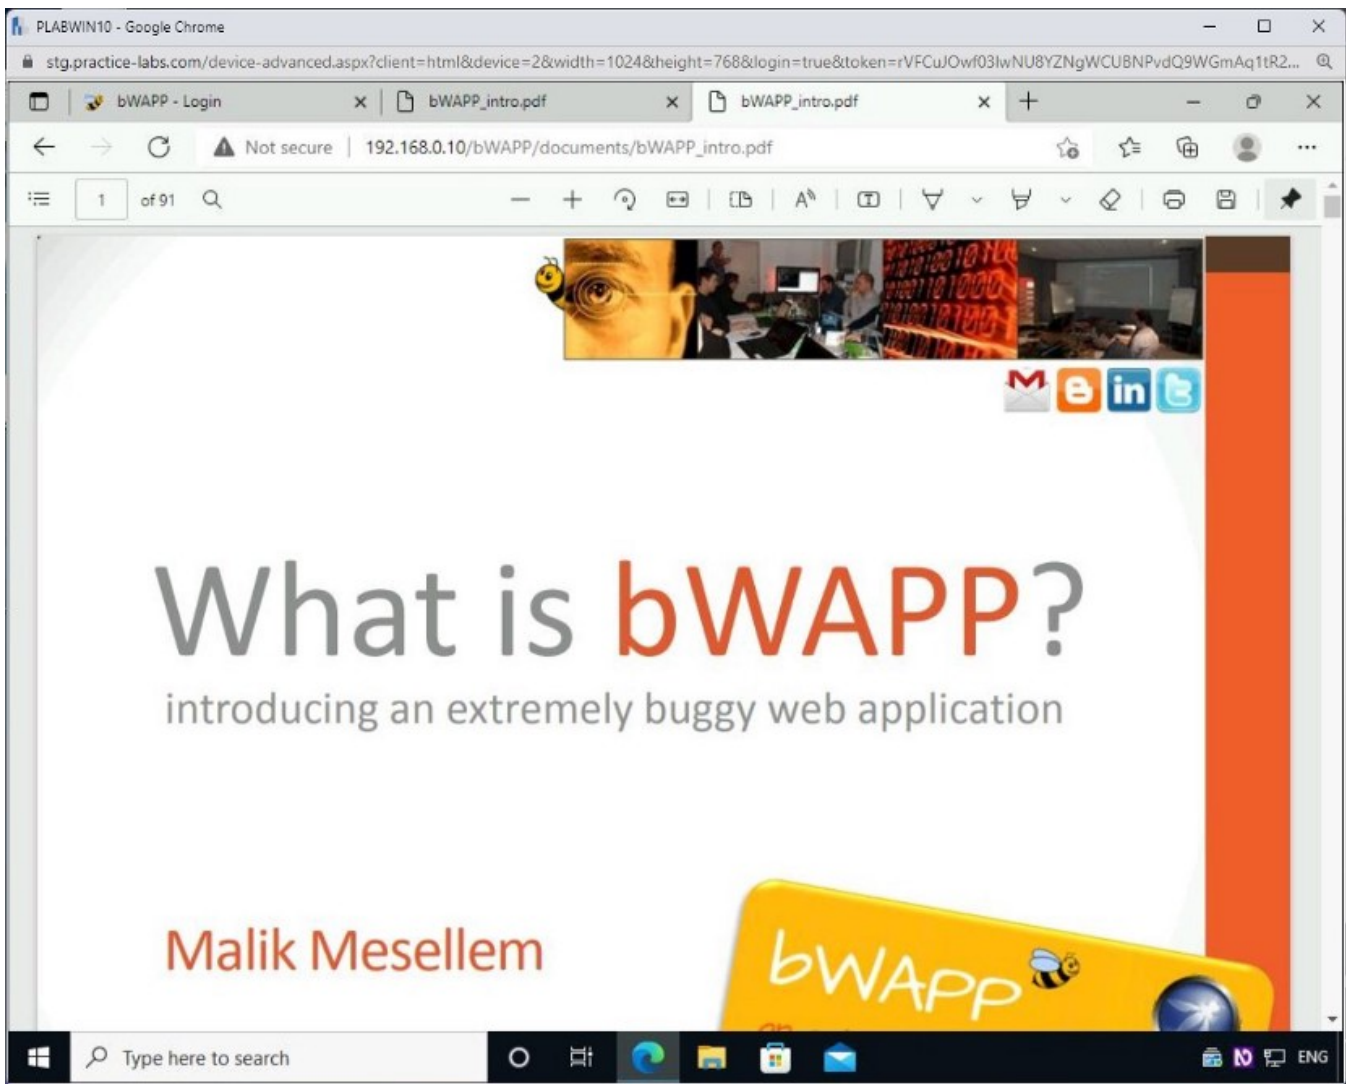 PLABWIN10 - Google Chrome
stg.practice-labs.com/device-advanced.aspx?client=html&device=2&width=1024&height=768&login=true&token=rVFCuJOwf03IwNU8YZNgWCUBNPvdQ9WGmAq1tR2...
bWAPP - Login
bWAPP_intro.pdf
bWAPP_intro.pdf
Not secure | 192.168.0.10/bWAPP/documents/bWAPP_intro.pdf
1 of 91
What is bWAPP?
introducing an extremely buggy web application
Malik Mesellem
bWAPP
Type here to search
ENG